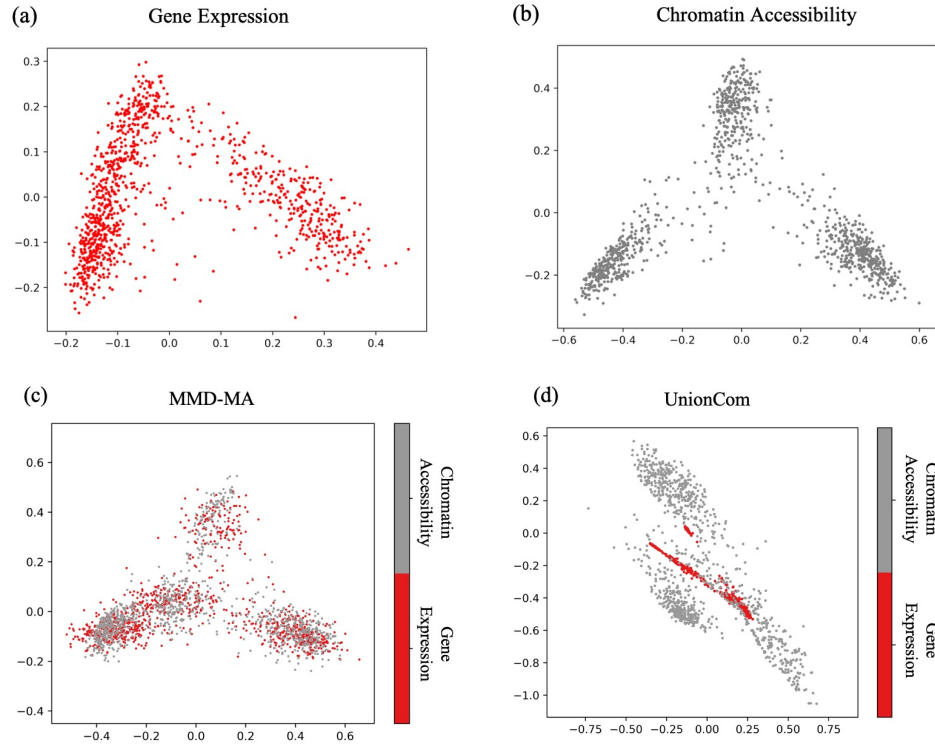 (a)
Gene Expression
0.3
0.2
0.1
0.0
−0.1
−0.2
−0.2 −0.1 0.0 0.1 0.2 0.3 0.4
(b)
Chromatin Accessibility
0.4
0.2
0.0
−0.2
−0.6 −0.4 −0.2 0.0 0.2 0.4 0.6
(c)
MMD-MA
0.6
0.4
0.2
0.0
−0.2
−0.4
−0.4 −0.2 0.0 0.2 0.4 0.6
Chromatin
Accessibility
Gene
Expression
(d)
UnionCom
0.6
0.4
0.2
0.0
−0.2
−0.4
−0.6
−0.8
−1.0
−0.75 −0.50 −0.25 0.00 0.25 0.50 0.75
Chromatin
Accessibility
Gene
Expression